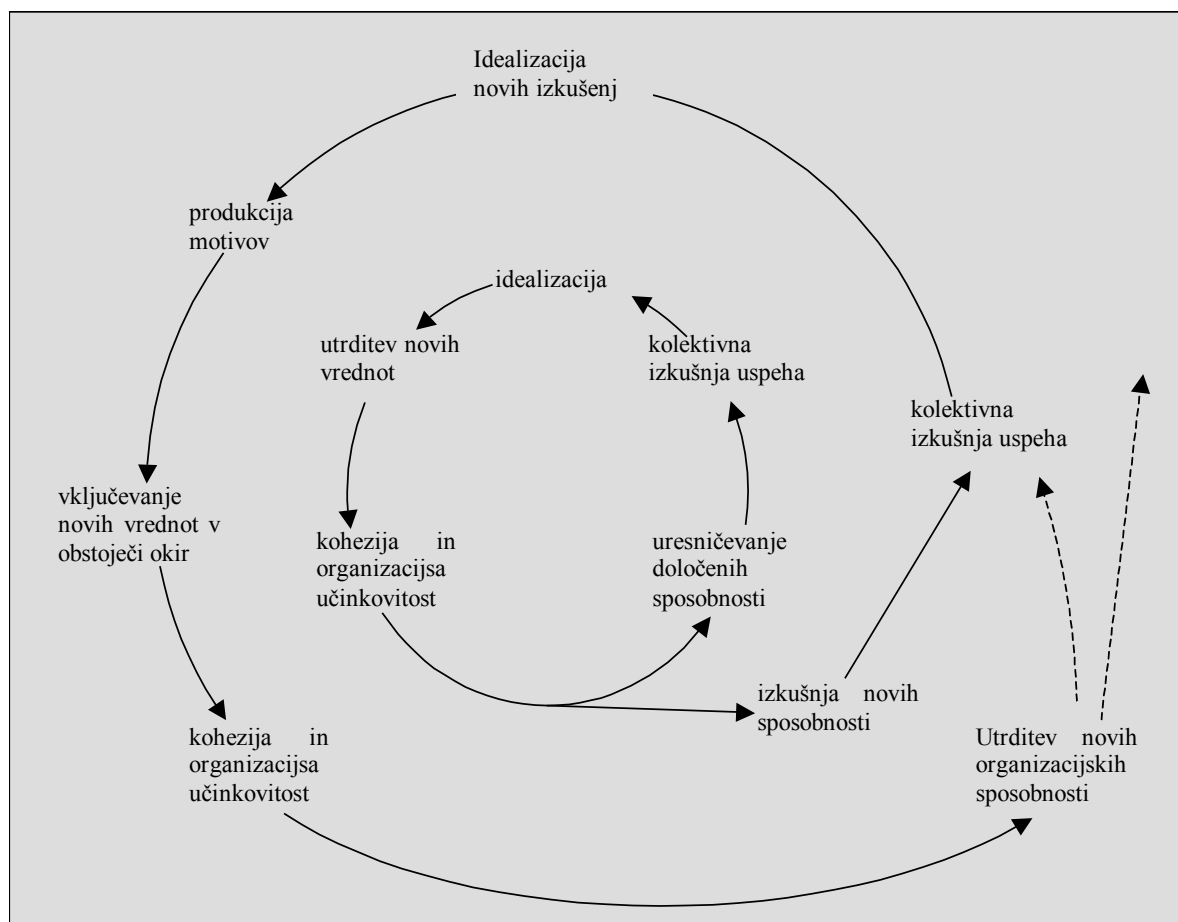 Idealizacija
novih izkušenj
produkcija
motivov
idealizacija
utrditev novih
vrednot
kolektivna
izkušnja uspeha
kolektivna
izkušnja uspeha
vključevanje
novih vrednot v
obstoječi okir
kohezija in
organizacijsa
učinkovitost
uresničevanje
določenih
sposobnosti
izkušnja novih
sposobnosti
kohezija in
organizacijsa
učinkovitost
Utrditev novih
organizacijskih
sposobnosti